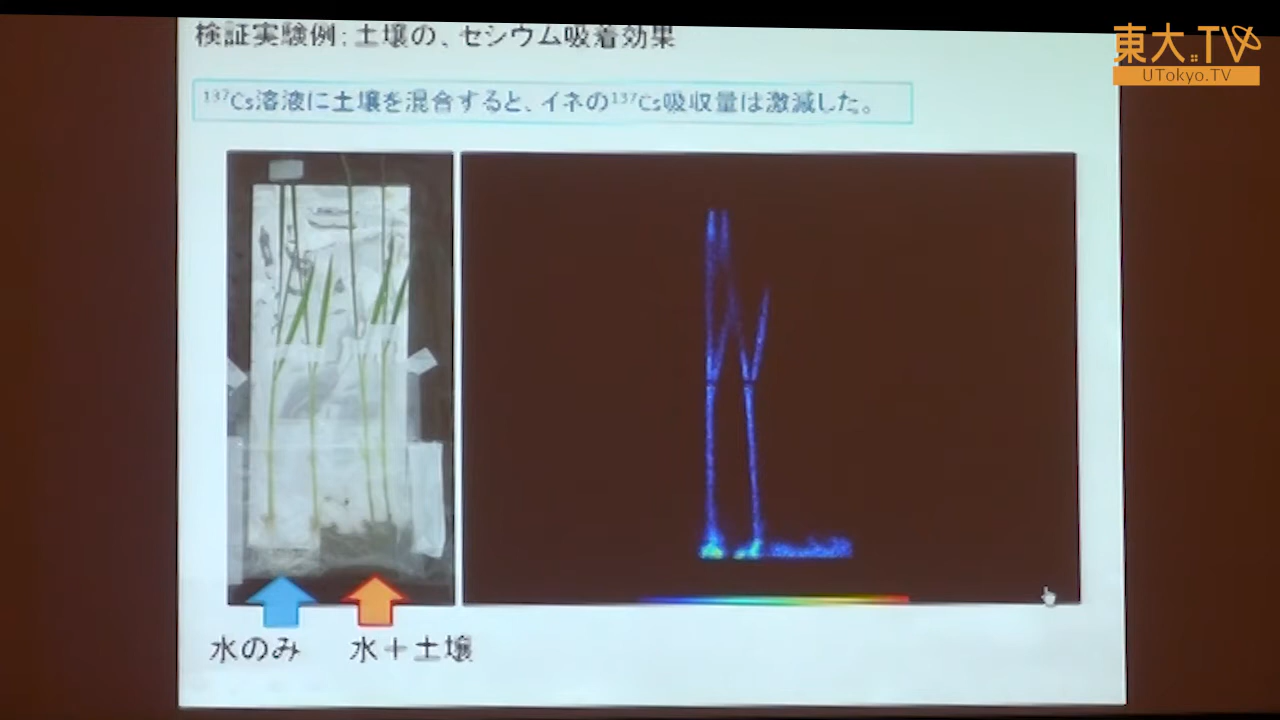 検証実験例:土壌の、セシウム吸着効果
東大.TV
UTokyo.TV
¹³⁷Cs溶液に土壌を混合すると、イネの¹³⁷Cs吸収量は激減した。
水のみ
水+土壌